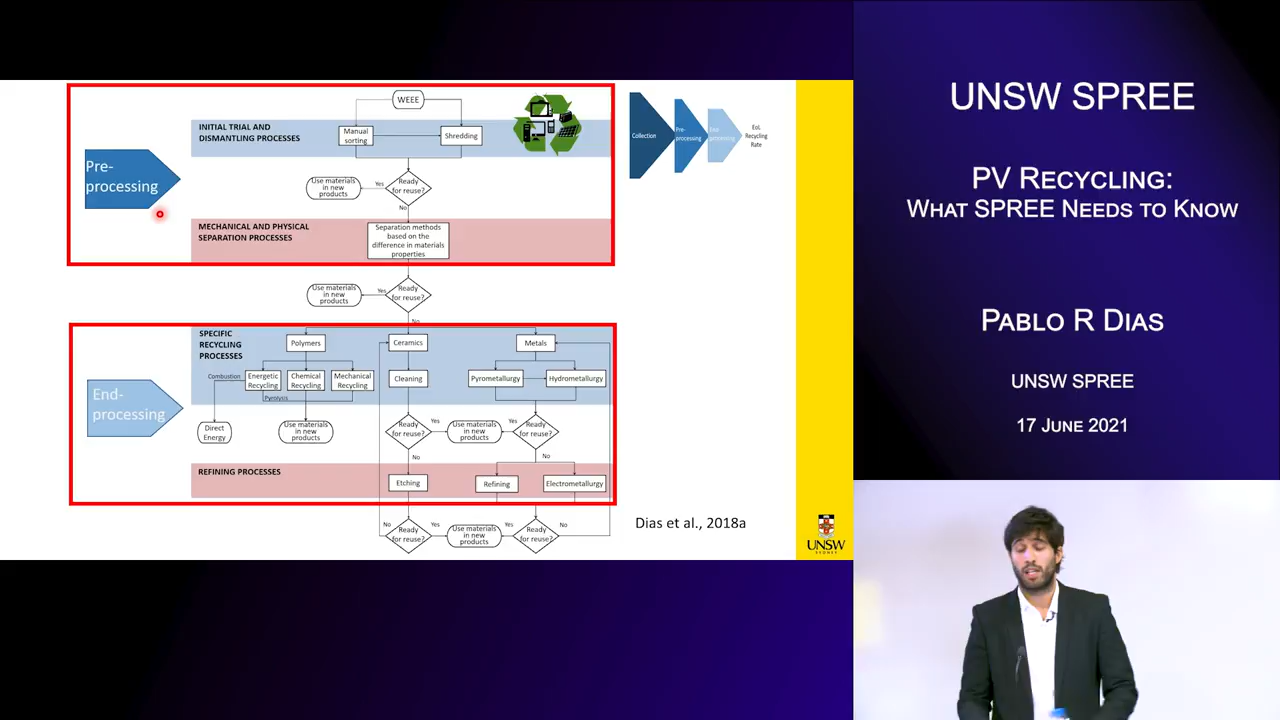 WEEE
INITIAL TRIAL AND
DISMANTLING PROCESSES
Manual
sorting
Shredding
Pre-
processing
Use materials
in new
products
Yes
Ready
for reuse?
No
MECHANICAL AND PHYSICAL
SEPARATION PROCESSES
Separation methods
based on the
difference in materials
properties
Use materials
in new
products
Yes
Ready
for reuse?
No
SPECIFIC
RECYCLING
PROCESSES
Polymers
Ceramics
Metals
Combustion
Energetic
Recycling
Chemical
Recycling
Mechanical
Recycling
Pyrolysis
Cleaning
Pyrometallurgy
Hydrometallurgy
End-
processing
Direct
Energy
Use materials
in new
products
Ready
for reuse?
Yes
Use materials
in new
products
Yes
Ready
for reuse?
No
No
REFINING PROCESSES
Etching
Refining
Electrometallurgy
No
Ready
for reuse?
Yes
Use materials
in new
products
Yes
Ready
for reuse?
No
Collection
Pre-
processing
processing
EoL
Recycling
Rate
Dias et al., 2018a
UNSW
SYDNEY
UNSW SPREE
PV Recycling:
What SPREE Needs to Know
Pablo R Dias
UNSW SPREE
17 June 2021